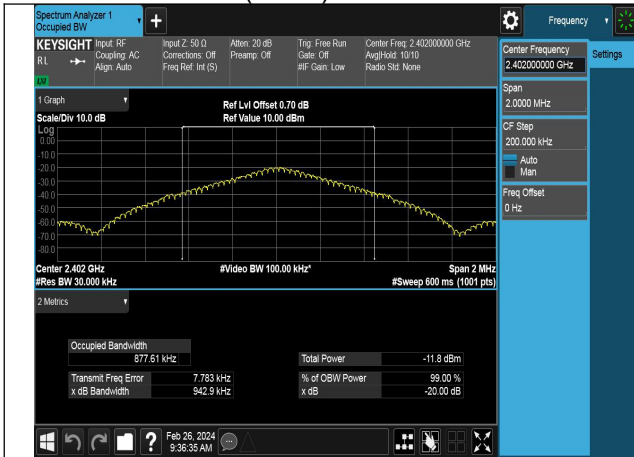 Spectrum Analyzer 1
Occupied BW
Frequency
KEYSIGHT
Input: RF
Coupling: AC
Align: Auto
Input Z: 50 Ω
Corrections: Off
Freq Ref: Int (S)
Atten: 20 dB
Preamp: Off
Trig: Free Run
Gate: Off
#IF Gain: Low
Center Freq: 2.402000000 GHz
Avg|Hold: 10/10
Radio Std: None
RL
LXI
Center Frequency
2.402000000 GHz
Settings
Span
2.0000 MHz
CF Step
200.000 kHz
Auto
Man
Freq Offset
0 Hz
1 Graph
Scale/Div 10.0 dB
Ref Lvl Offset 0.70 dB
Ref Value 10.00 dBm
Log
0.00
-10.0
-20.0
-30.0
-40.0
-50.0
-60.0
-70.0
-80.0
Center 2.402 GHz
#Video BW 100.00 kHz*
Span 2 MHz
#Res BW 30.000 kHz
#Sweep 600 ms (1001 pts)
2 Metrics
Occupied Bandwidth
877.61 kHz
Total Power -11.8 dBm
Transmit Freq Error 7.783 kHz
% of OBW Power 99.00 %
x dB Bandwidth 942.9 kHz
x dB -20.00 dB
Feb 26, 2024
9:36:35 AM